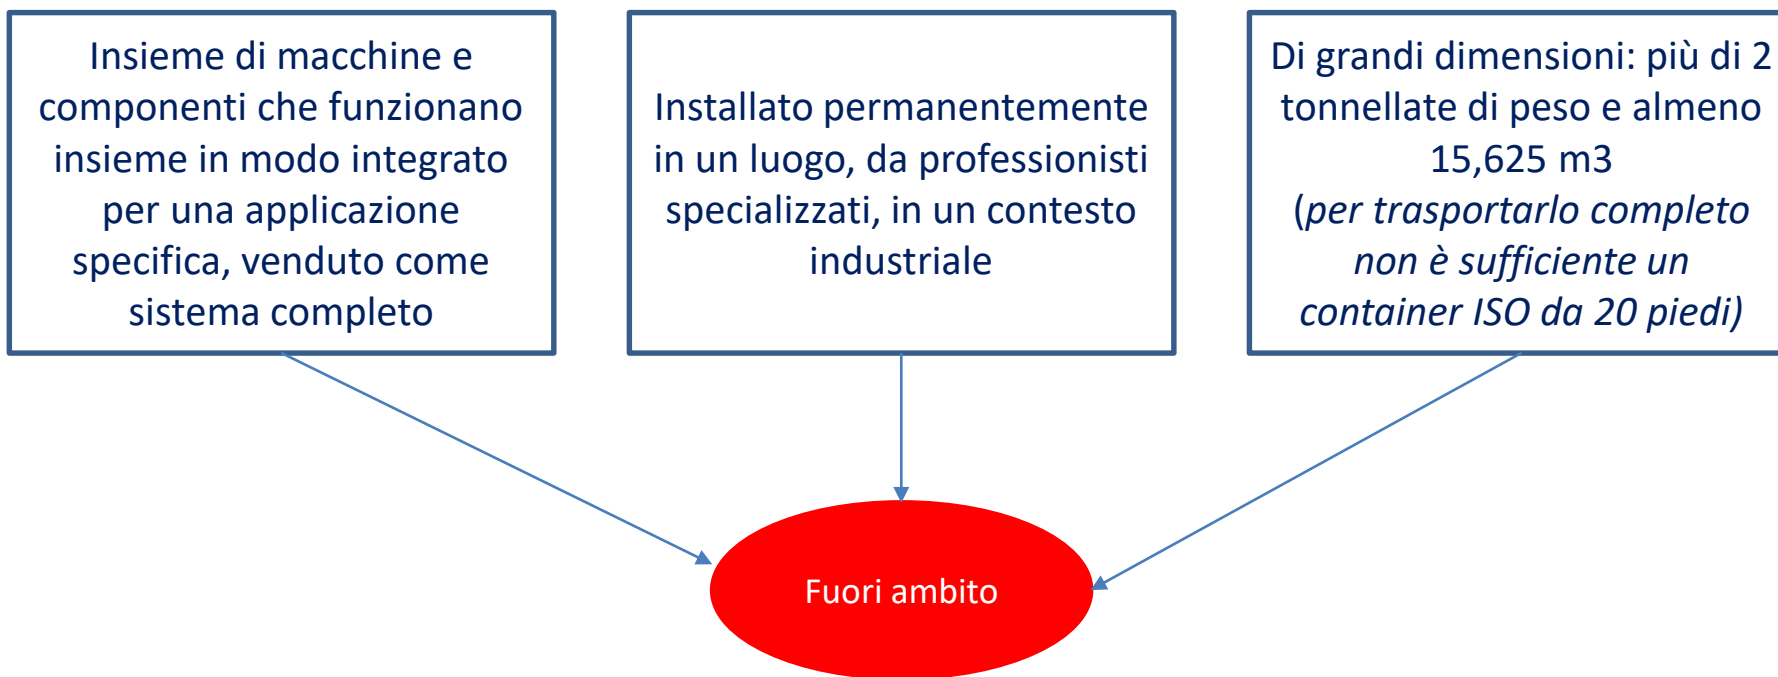 Insieme di macchine e
componenti che funzionano
insieme in modo integrato
per una applicazione
specifica, venduto come
sistema completo
Installato permanentemente
in un luogo, da professionisti
specializzati, in un contesto
industriale
Di grandi dimensioni: più di 2
tonnellate di peso e almeno
15,625 m3
(per trasportarlo completo
non è sufficiente un
container ISO da 20 piedi)
Fuori ambito